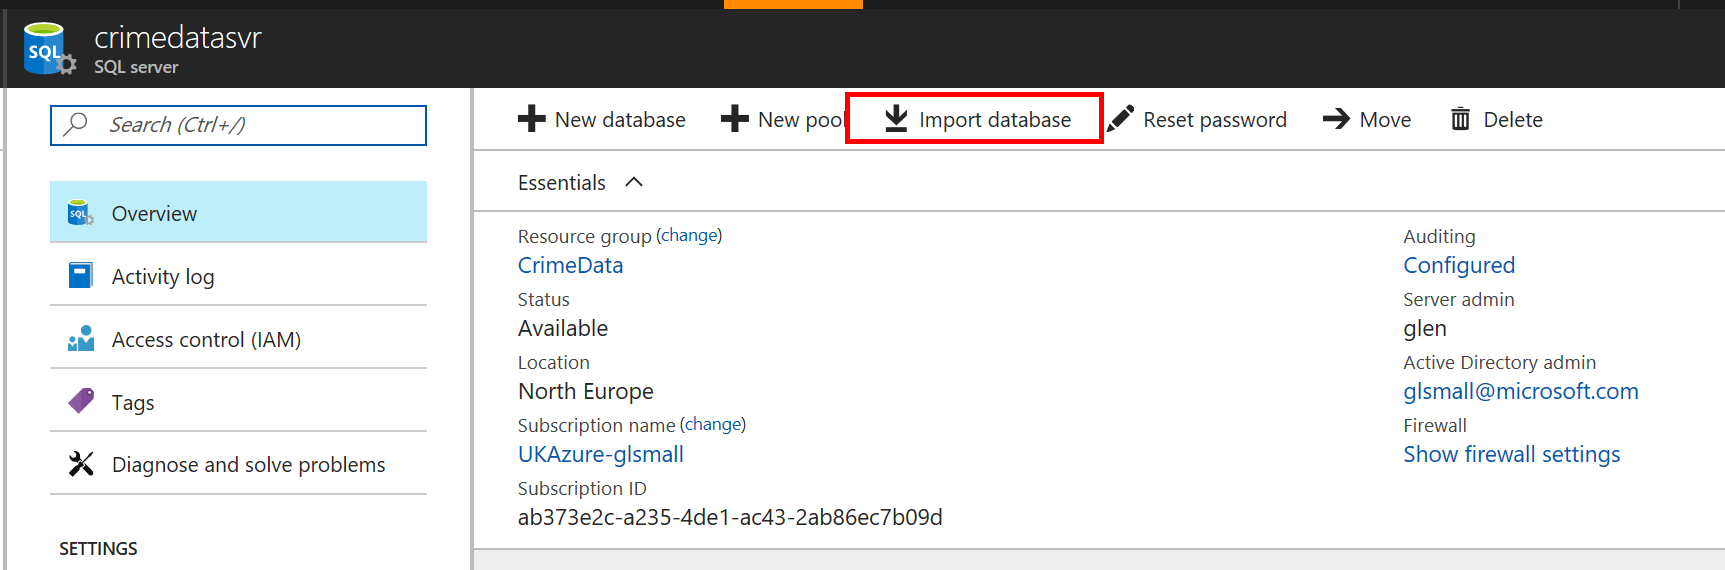 crimedatasvr
SQL
SQL server
Search (Ctrl+/)
New database
New pool
Import database
Reset password
Move
Delete
Essentials
SQL
Overview
Activity log
Access control (IAM)
Tags
Diagnose and solve problems
SETTINGS
Resource group (change)
CrimeData
Status
Available
Location
North Europe
Subscription name (change)
UKAzure-glsmall
Subscription ID
ab373e2c-a235-4de1-ac43-2ab86ec7b09d
Auditing
Configured
Server admin
glen
Active Directory admin
glsmall@microsoft.com
Firewall
Show firewall settings